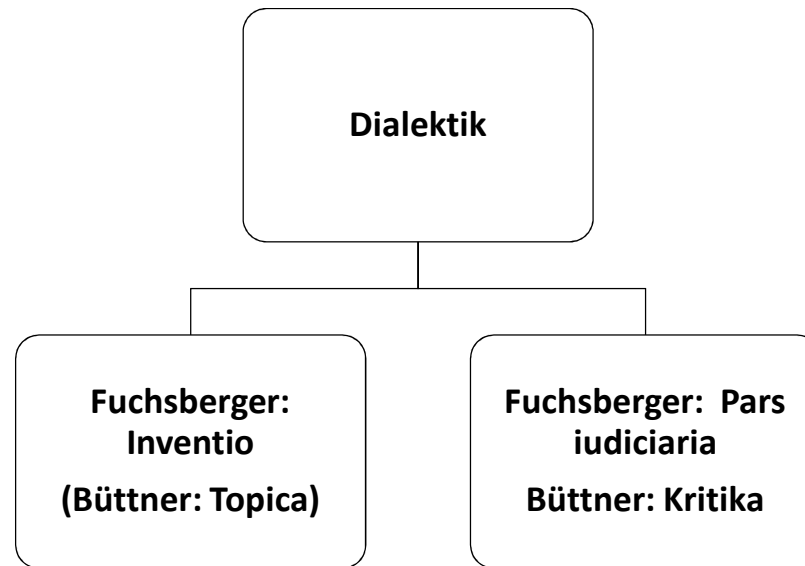 Dialektik
Fuchsberger:
Inventio
(Büttner: Topica)
Fuchsberger: Pars
iudiciaria
Büttner: Kritika